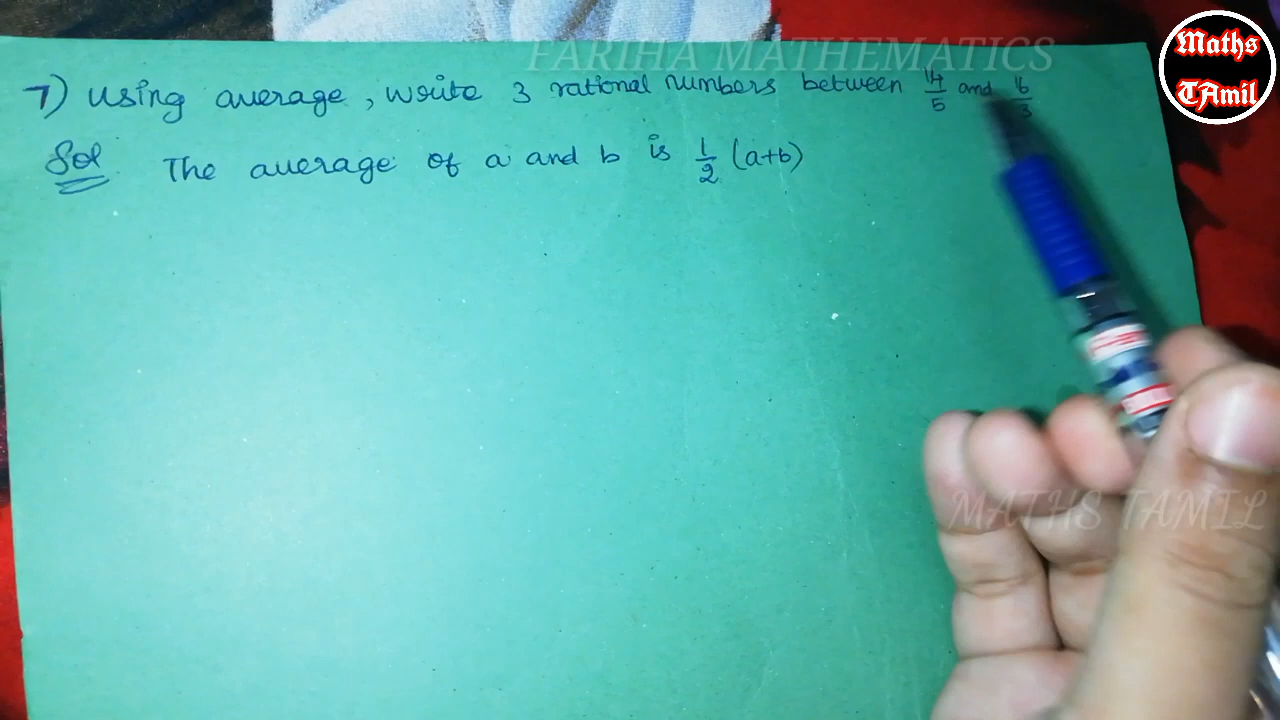 FARIHA MATHEMATICS
Maths
TAmil
7) Using average, write 3 rational numbers between 14/5 and 16/3
Sol The average of a and b is 1/2 (a+b)
MATHS TAMIL